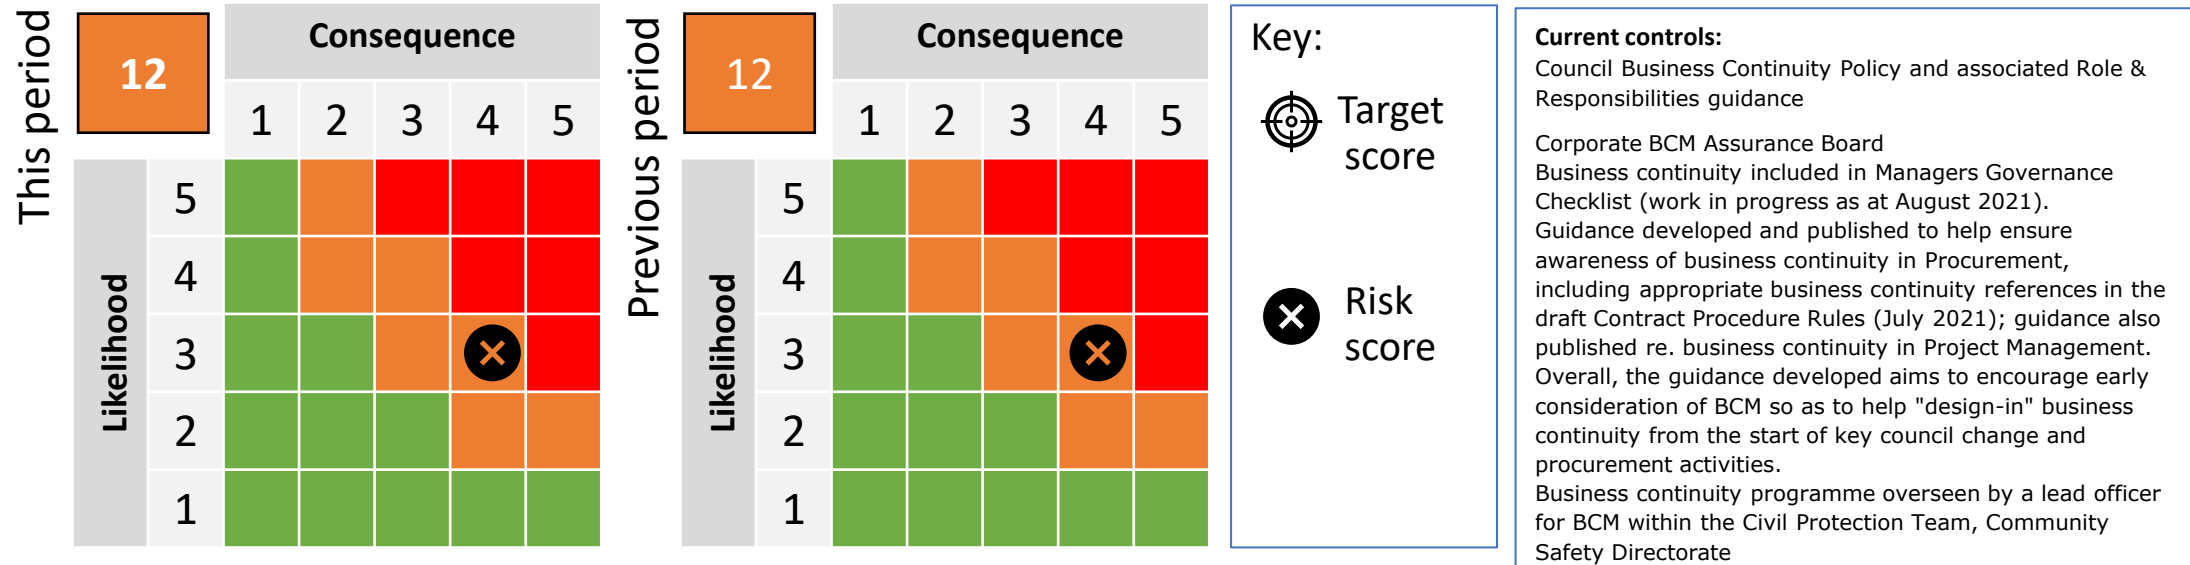 This period
12
Consequence
1 2 3 4 5
Likelihood
5
4
3
2
1
Previous period
12
Consequence
1 2 3 4 5
Likelihood
5
4
3
2
1
Key:
Target
score
Risk
score
Current controls:
Council Business Continuity Policy and associated Role &
Responsibilities guidance
Corporate BCM Assurance Board
Business continuity included in Managers Governance
Checklist (work in progress as at August 2021).
Guidance developed and published to help ensure
awareness of business continuity in Procurement,
including appropriate business continuity references in the
draft Contract Procedure Rules (July 2021); guidance also
published re. business continuity in Project Management.
Overall, the guidance developed aims to encourage early
consideration of BCM so as to help "design-in" business
continuity from the start of key council change and
procurement activities.
Business continuity programme overseen by a lead officer
for BCM within the Civil Protection Team, Community
Safety Directorate